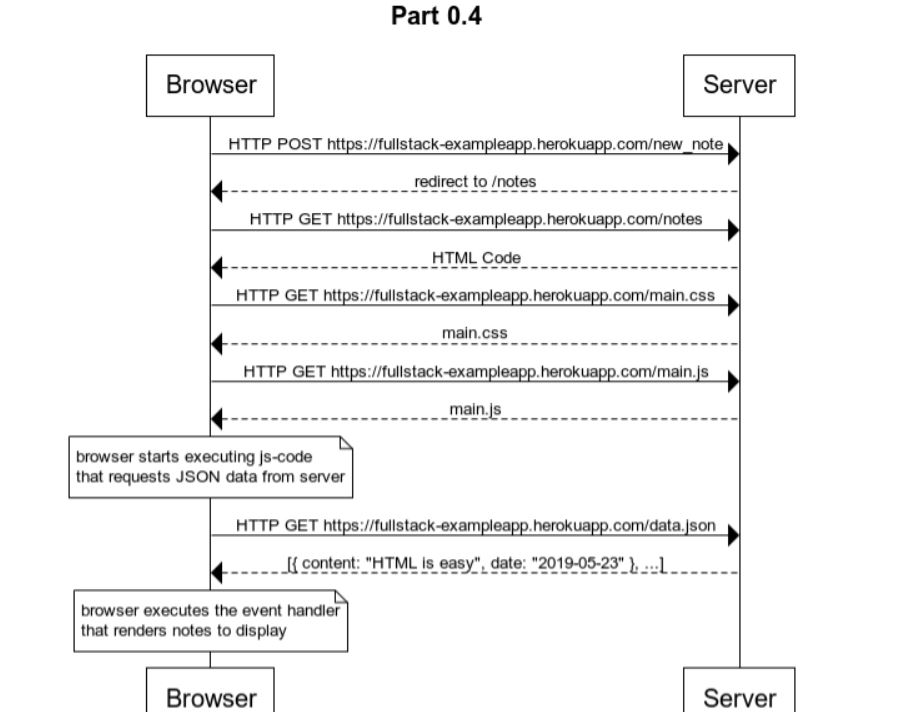 Part 0.4
Browser
Server
HTTP POST https://fullstack-exampleapp.herokuapp.com/new_note
redirect to /notes
HTTP GET https://fullstack-exampleapp.herokuapp.com/notes
HTML Code
HTTP GET https://fullstack-exampleapp.herokuapp.com/main.css
main.css
HTTP GET https://fullstack-exampleapp.herokuapp.com/main.js
main.js
browser starts executing js-code
that requests JSON data from server
HTTP GET https://fullstack-exampleapp.herokuapp.com/data.json
[{ content: "HTML is easy", date: "2019-05-23" }, ...]
browser executes the event handler
that renders notes to display
Browser
Server